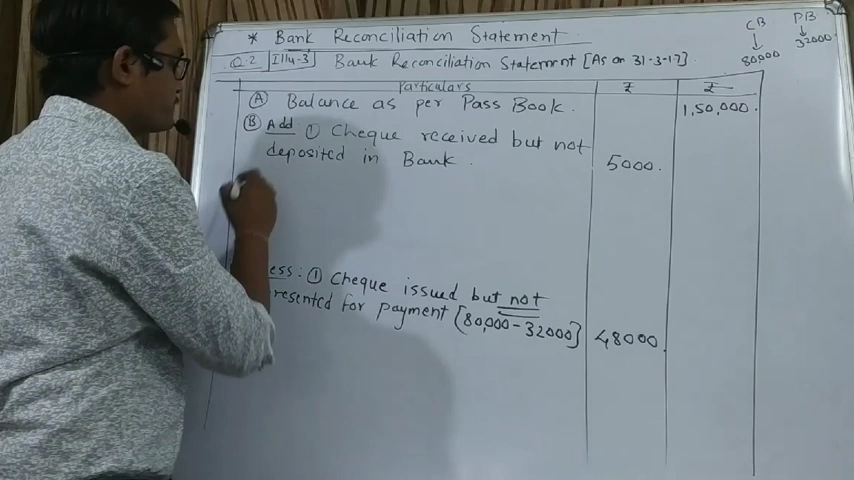 * Bank Reconciliation Statement
CB PB
↓ ↓
80,000 32000
Q.2 Illu-3 Bank Reconciliation Statement [As on 31-3-17]
Particulars ₹ ₹
(A) Balance as per Pass Book. 1,50,000.
(B) Add ① Cheque received but not
deposited in Bank. 5000.
ess: ① Cheque issued but not
resented for payment [80,000-32000] 48000.